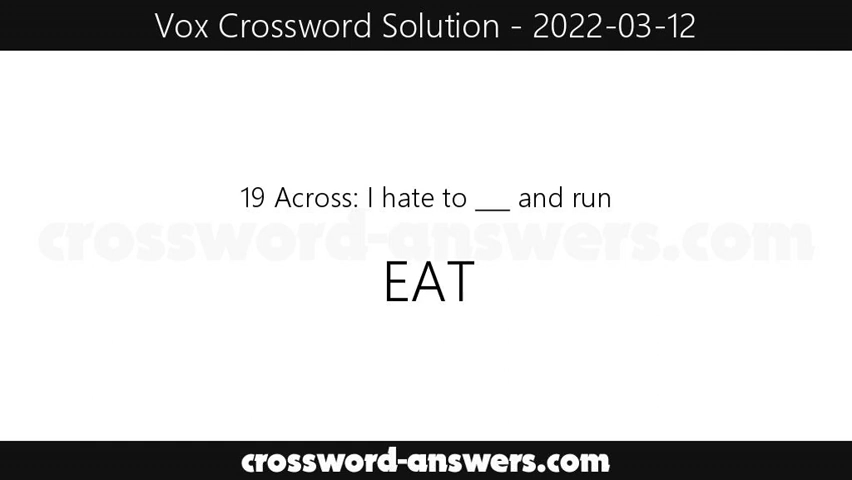 Vox Crossword Solution - 2022-03-12
19 Across: I hate to ___ and run
crossword-answers.com
EAT
crossword-answers.com